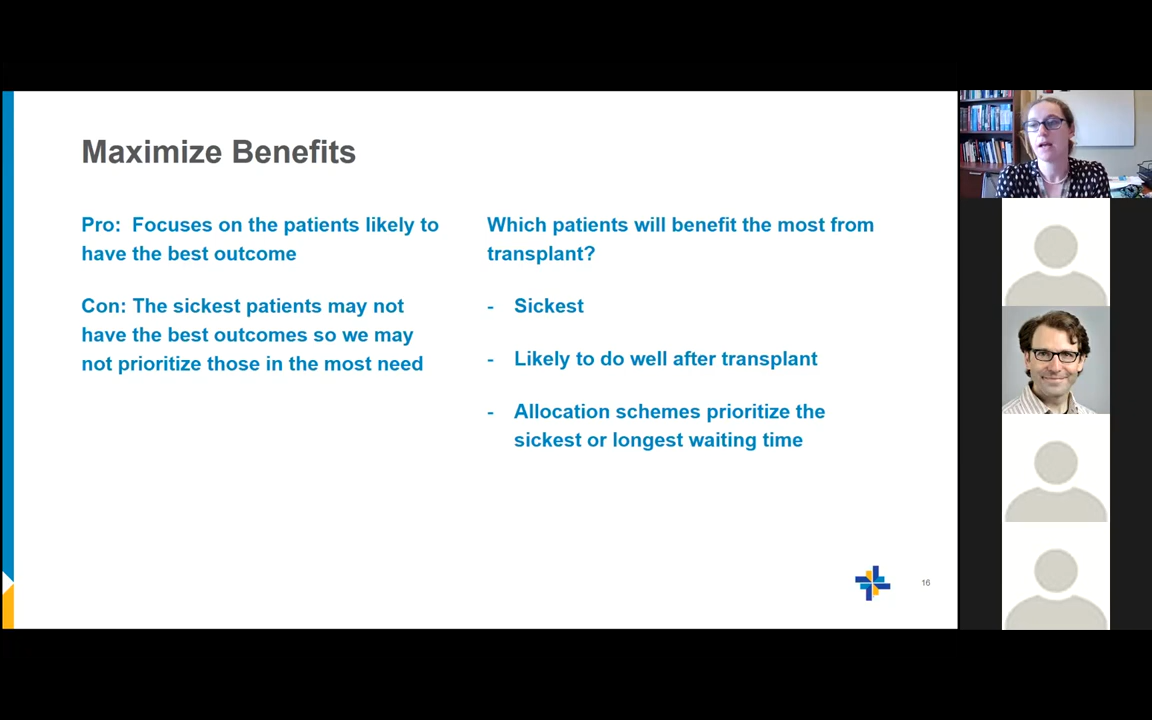 Maximize Benefits
Pro:  Focuses on the patients likely to
have the best outcome
Con: The sickest patients may not
have the best outcomes so we may
not prioritize those in the most need
Which patients will benefit the most from
transplant?
- Sickest
- Likely to do well after transplant
- Allocation schemes prioritize the
sickest or longest waiting time
16